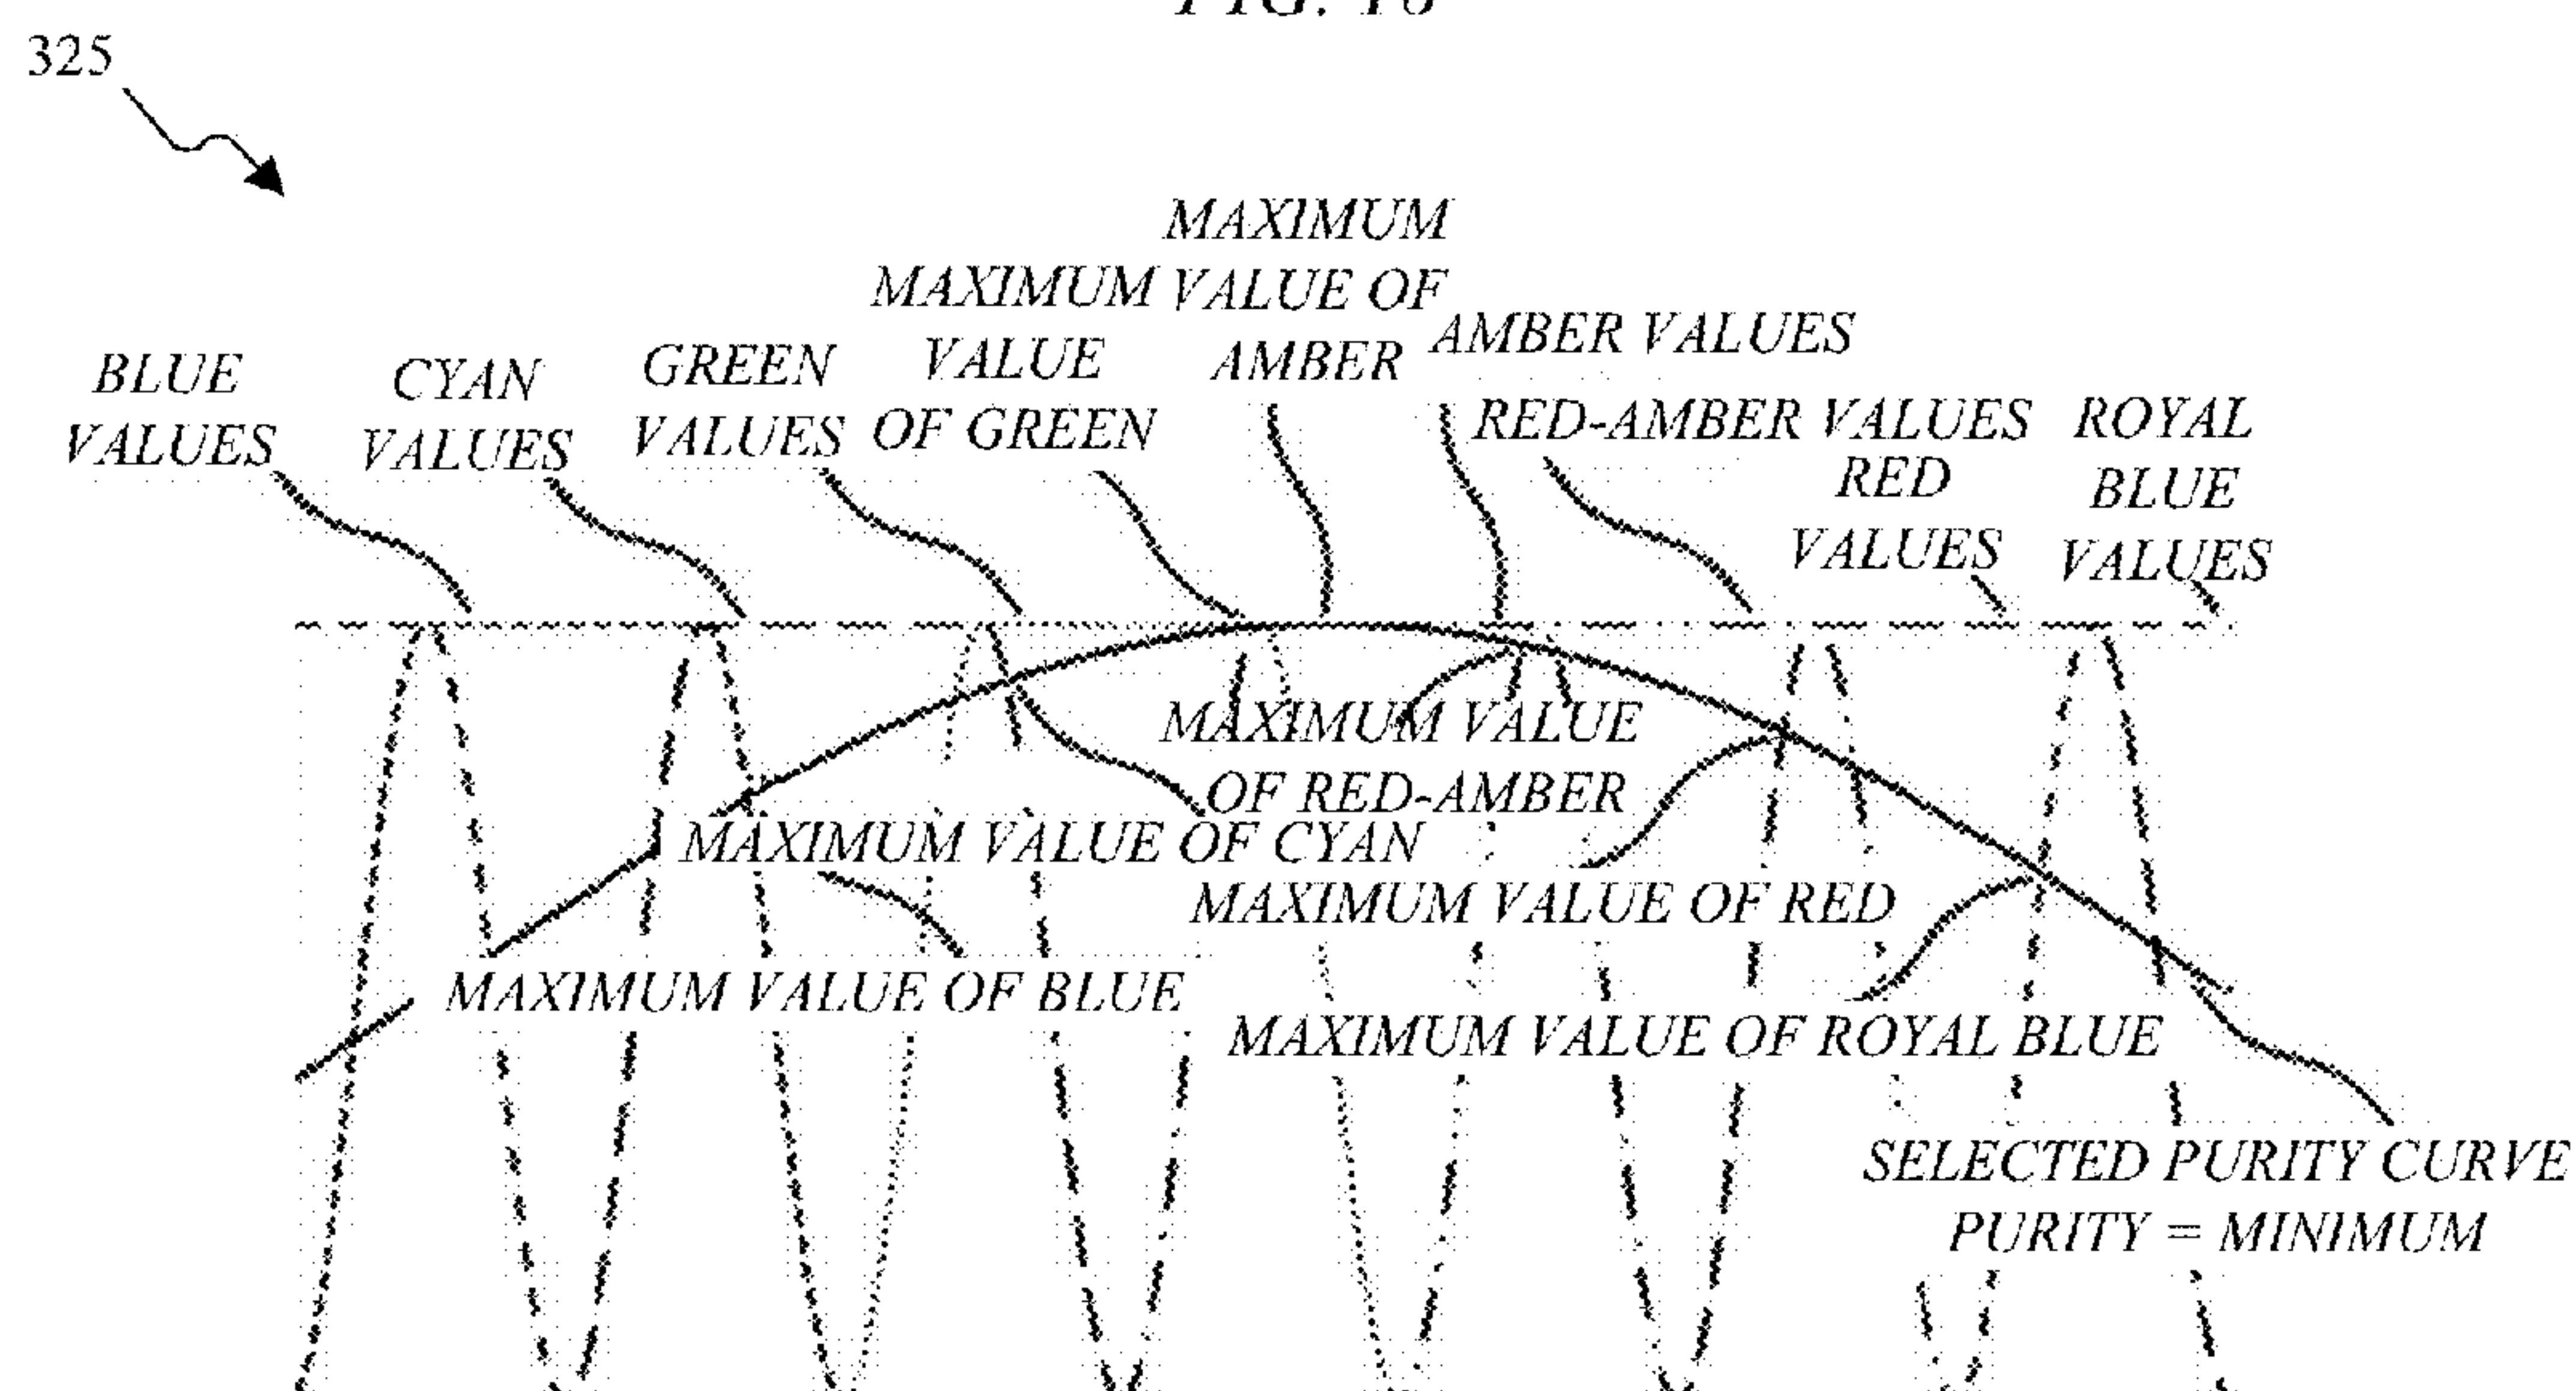 325
MAXIMUM
VALUE OF
AMBER
MAXIMUM
VALUE
OF GREEN
AMBER VALUES
BLUE
VALUES
CYAN
VALUES
GREEN
VALUES
RED-AMBER VALUES
RED
VALUES
ROYAL
BLUE
VALUES
MAXIMUM VALUE
OF RED-AMBER
MAXIMUM VALUE OF CYAN
MAXIMUM VALUE OF RED
MAXIMUM VALUE OF BLUE
MAXIMUM VALUE OF ROYAL BLUE
SELECTED PURITY CURVE
PURITY = MINIMUM